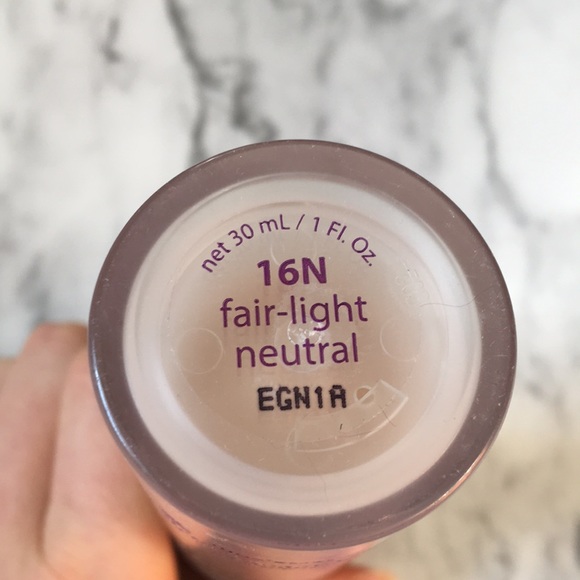 net 30 mL / 1 Fl. Oz.
16N
fair-light
neutral
EGN1A